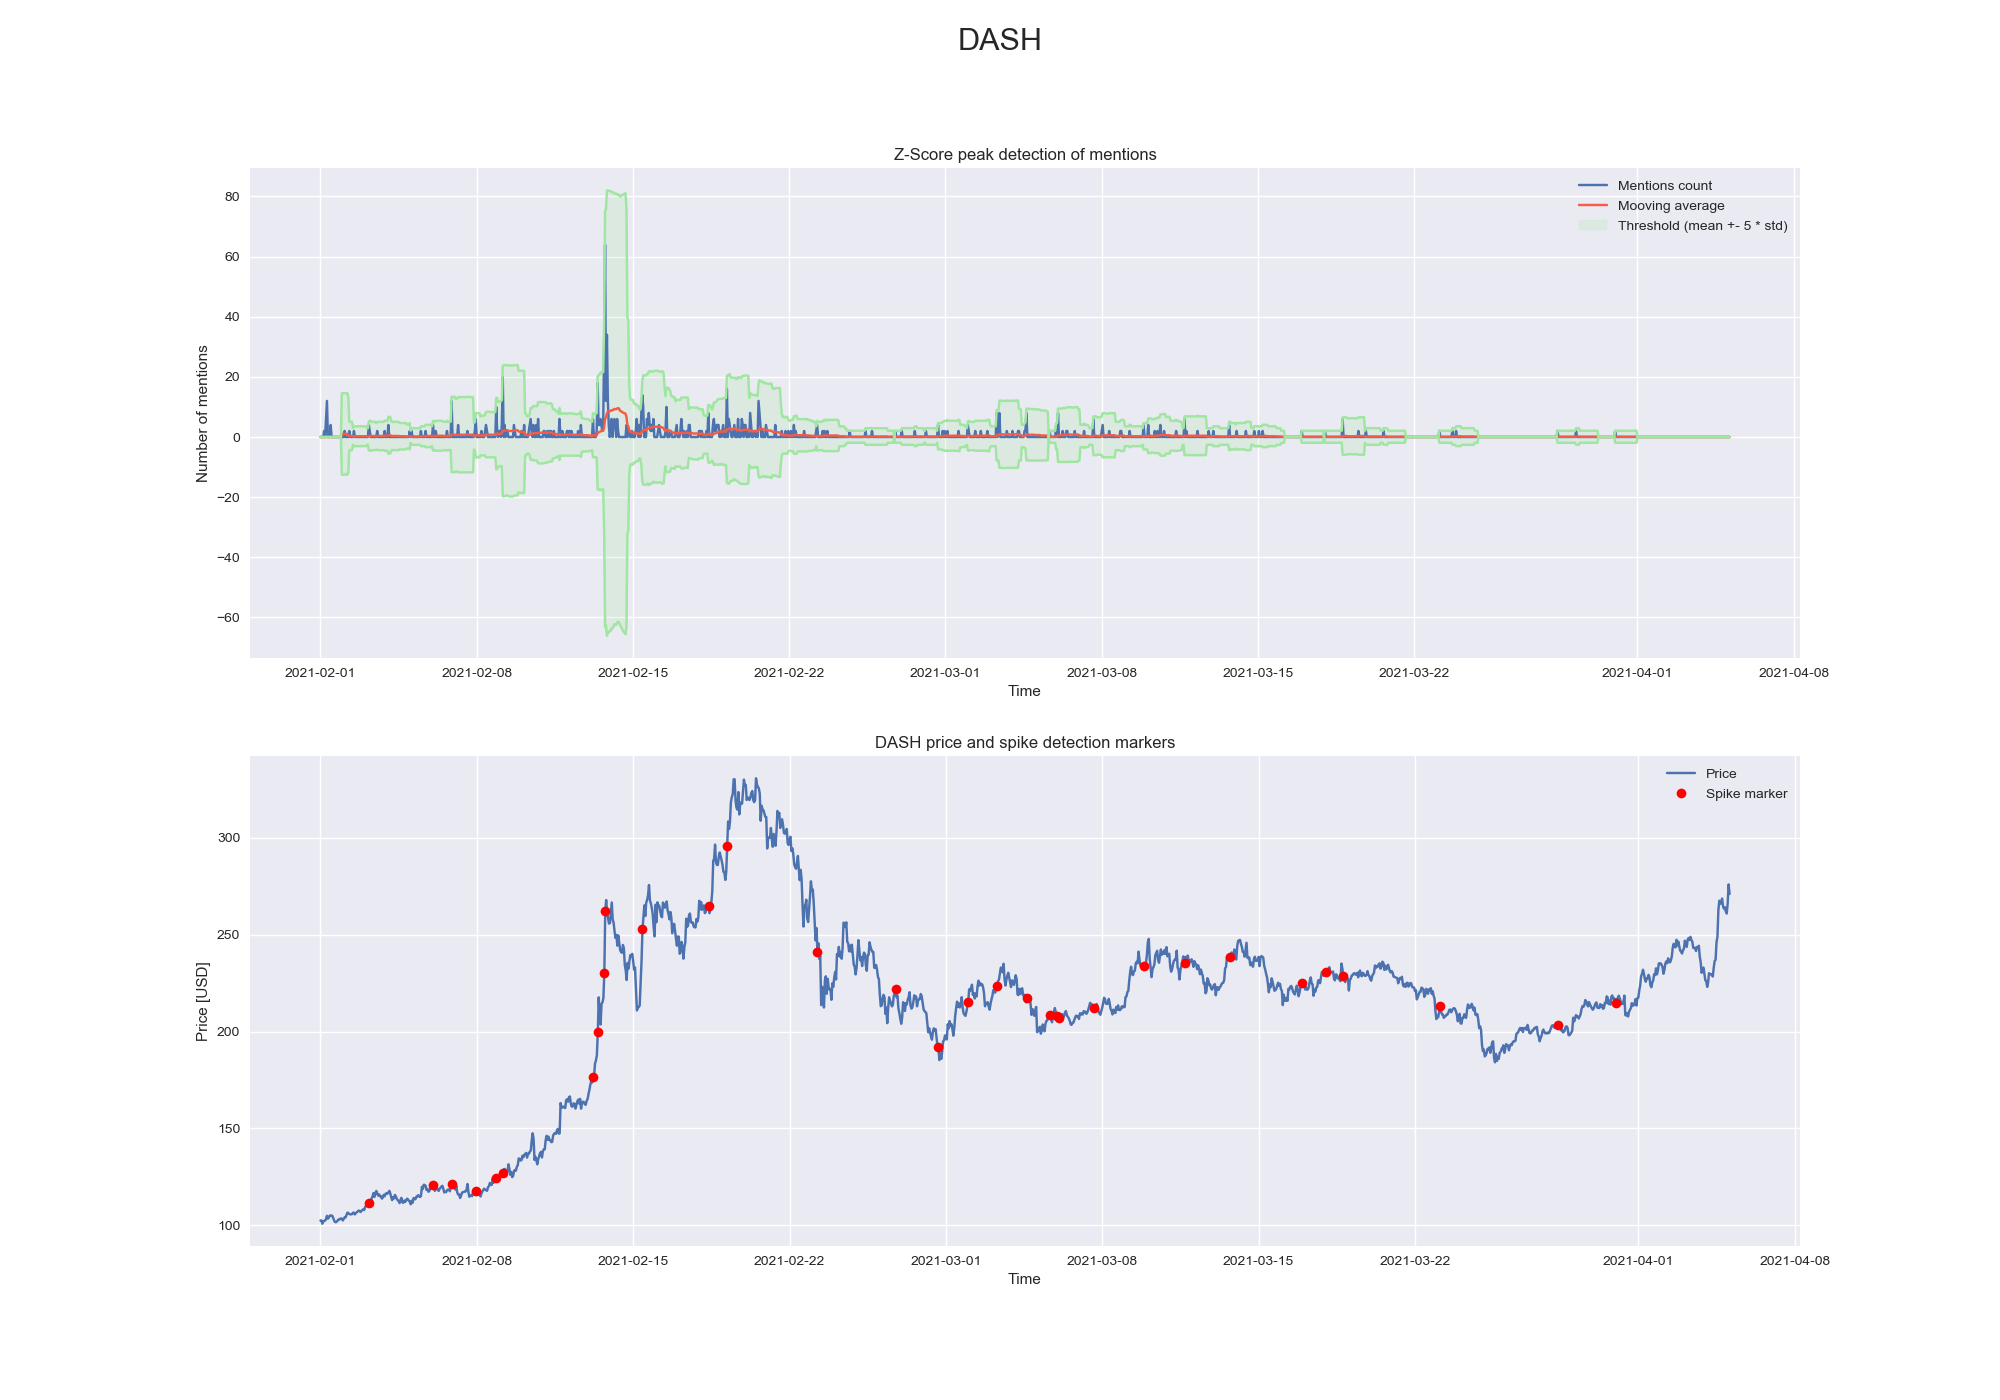 DASH
Z-Score peak detection of mentions
Mentions count
Mooving average
Threshold (mean +- 5 * std)
Number of mentions
80
60
40
20
0
−20
−40
−60
2021-02-01 2021-02-08 2021-02-15 2021-02-22 2021-03-01 2021-03-08 2021-03-15 2021-03-22 2021-04-01 2021-04-08
Time
DASH price and spike detection markers
Price
Spike marker
Price [USD]
300
250
200
150
100
2021-02-01 2021-02-08 2021-02-15 2021-02-22 2021-03-01 2021-03-08 2021-03-15 2021-03-22 2021-04-01 2021-04-08
Time